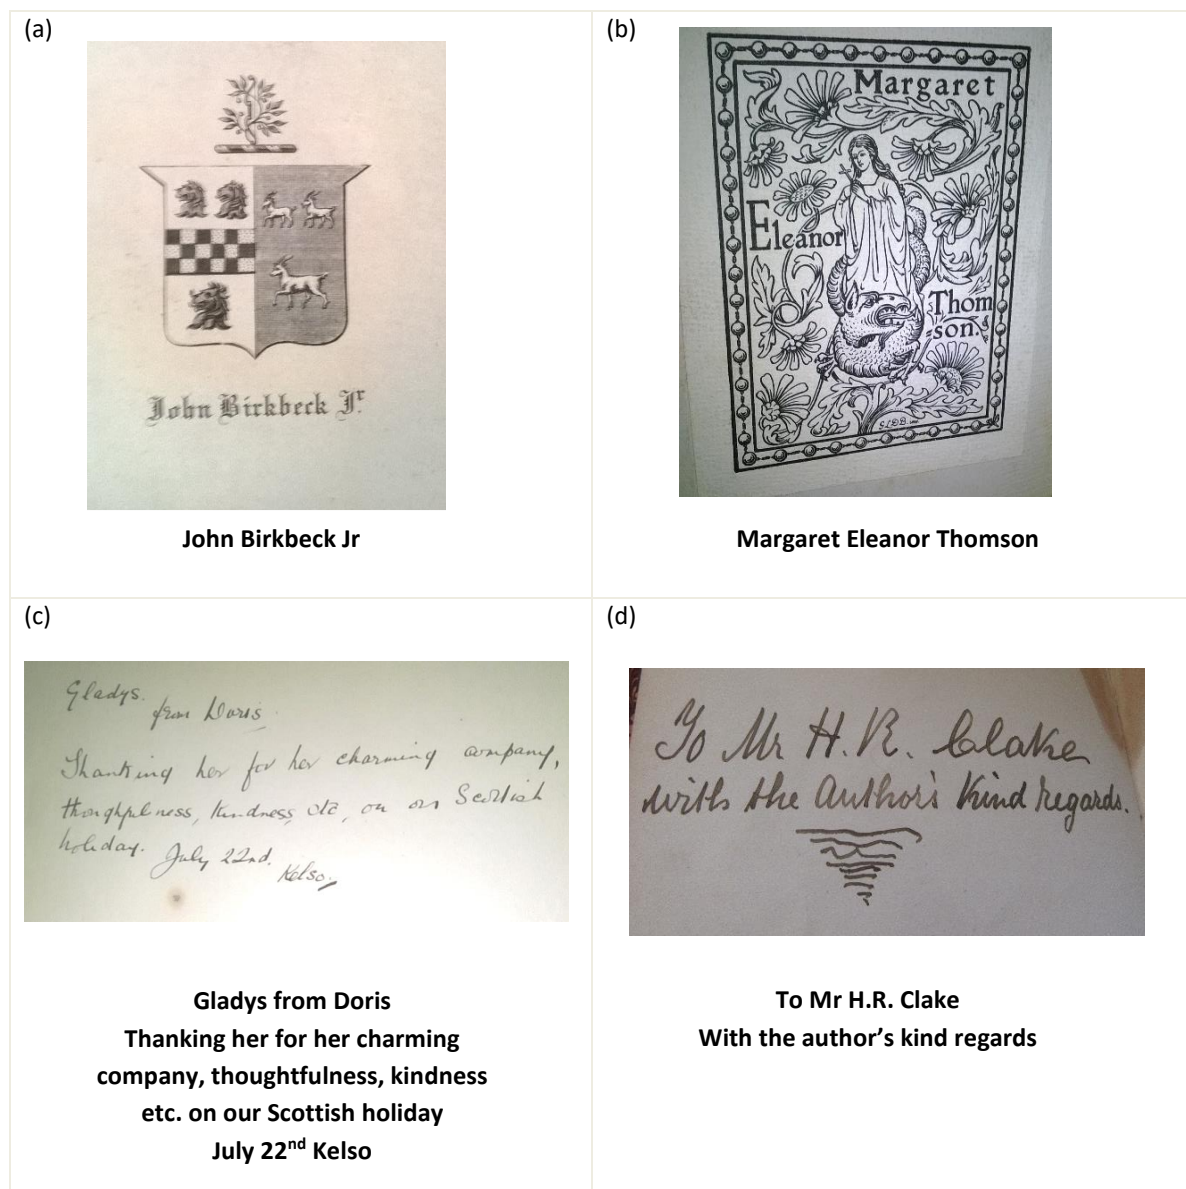 (a)
John Birkbeck Jr.
John Birkbeck Jr
(b)
Margaret
Eleanor
Thom
son.
Margaret Eleanor Thomson
(c)
Gladys.
from Doris
Thanking her for her charming company,
thoughfulness, kindness, etc, on our Scottish
holiday. July 22nd.
Kelso.
Gladys from Doris
Thanking her for her charming
company, thoughtfulness, kindness
etc. on our Scottish holiday
July 22nd Kelso
(d)
To Mr H.R. Clake
with the Author's kind regards.
To Mr H.R. Clake
With the author’s kind regards